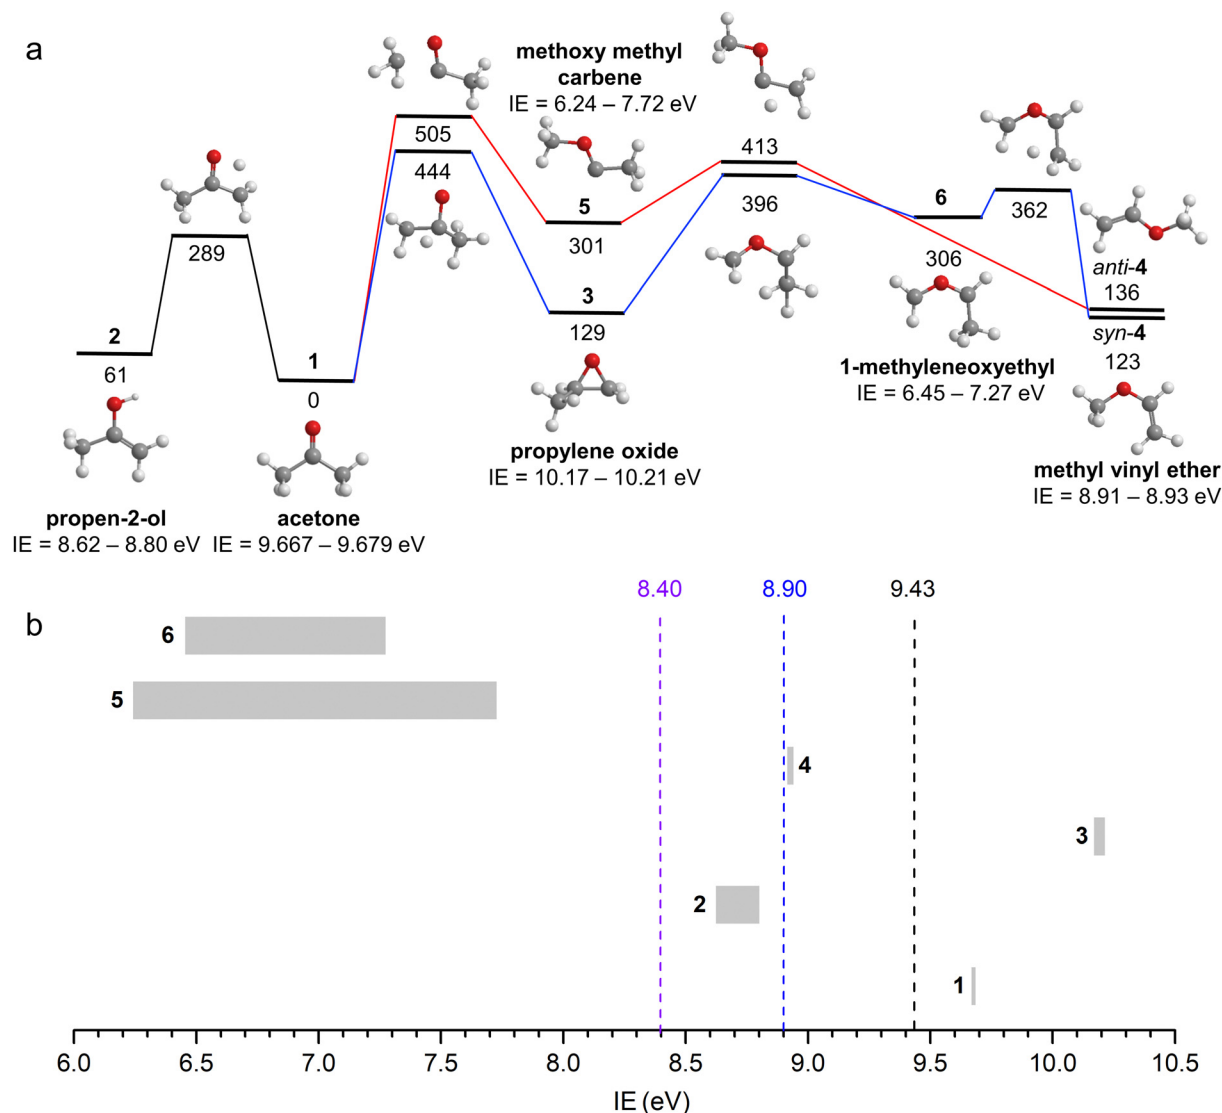 a
methoxy methyl
carbene
IE = 6.24 – 7.72 eV
505
444
413
396
5
301
6
362
289
306
anti-4
136
syn-4
123
3
129
2
61
1
0
1-methyleneoxyethyl
IE = 6.45 – 7.27 eV
propylene oxide
IE = 10.17 – 10.21 eV
methyl vinyl ether
IE = 8.91 – 8.93 eV
propen-2-ol
IE = 8.62 – 8.80 eV
acetone
IE = 9.667 – 9.679 eV
8.40
8.90
9.43
b
6
5
4
3
2
1
6.0
6.5
7.0
7.5
8.0
8.5
9.0
9.5
10.0
10.5
IE (eV)